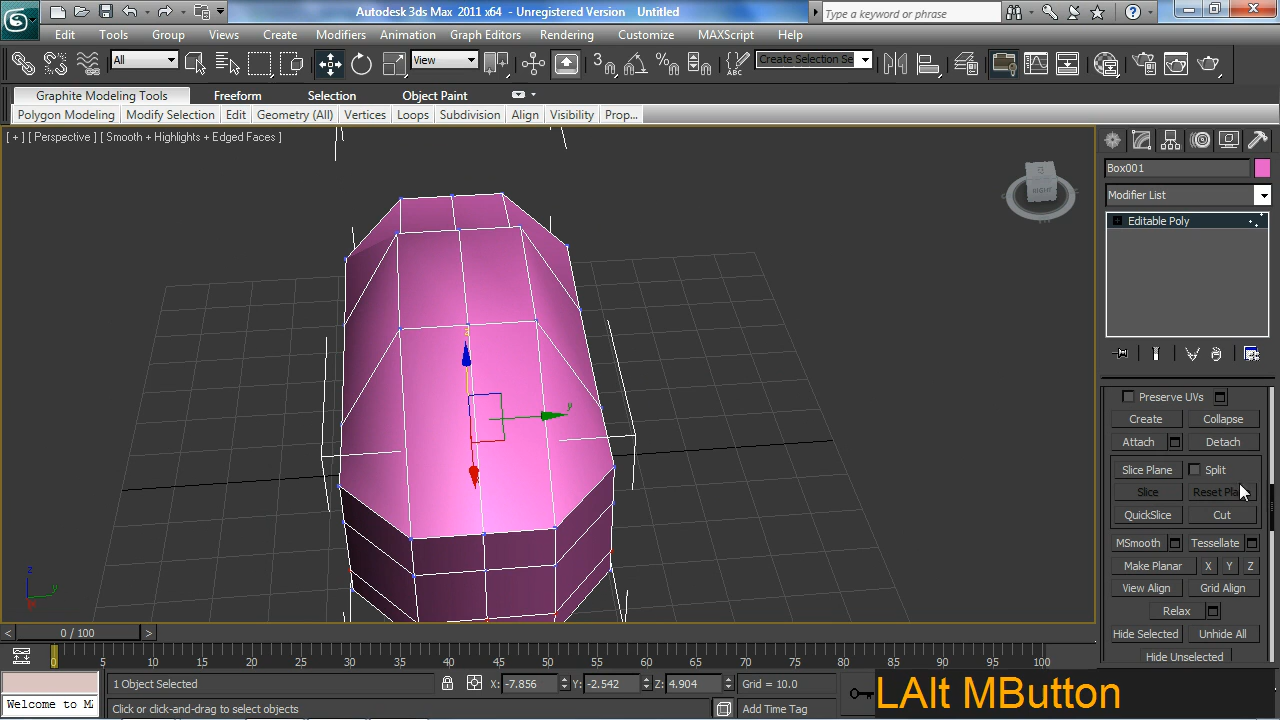 Autodesk 3ds Max 2011 x64 - Unregistered Version Untitled
Type a keyword or phrase
Edit Tools Group Views Create Modifiers Animation Graph Editors Rendering Customize MAXScript Help
All View Create Selection Se
Graphite Modeling Tools Freeform Selection Object Paint
Polygon Modeling Modify Selection Edit Geometry (All) Vertices Loops Subdivision Align Visibility Prop...
[ + ] [ Perspective ] [ Smooth + Highlights + Edged Faces ]
RIGHT
Box001
Modifier List
Editable Poly
z
y
Preserve UVs
Create Collapse
Attach Detach
Slice Plane Split
Slice Reset Pla
QuickSlice Cut
MSmooth Tessellate
Make Planar X Y Z
View Align Grid Align
Relax
Hide Selected Unhide All
Hide Unselected
z
y
< 0 / 100 >
0 5 10 15 20 25 30 35 40 45 50 55 60 65 70 75 80 85 90 95 100
1 Object Selected X: -7.856 Y: -2.542 Z: 4.904 Grid = 10.0
Welcome to MA Click or click-and-drag to select objects Add Time Tag
LAlt MButton